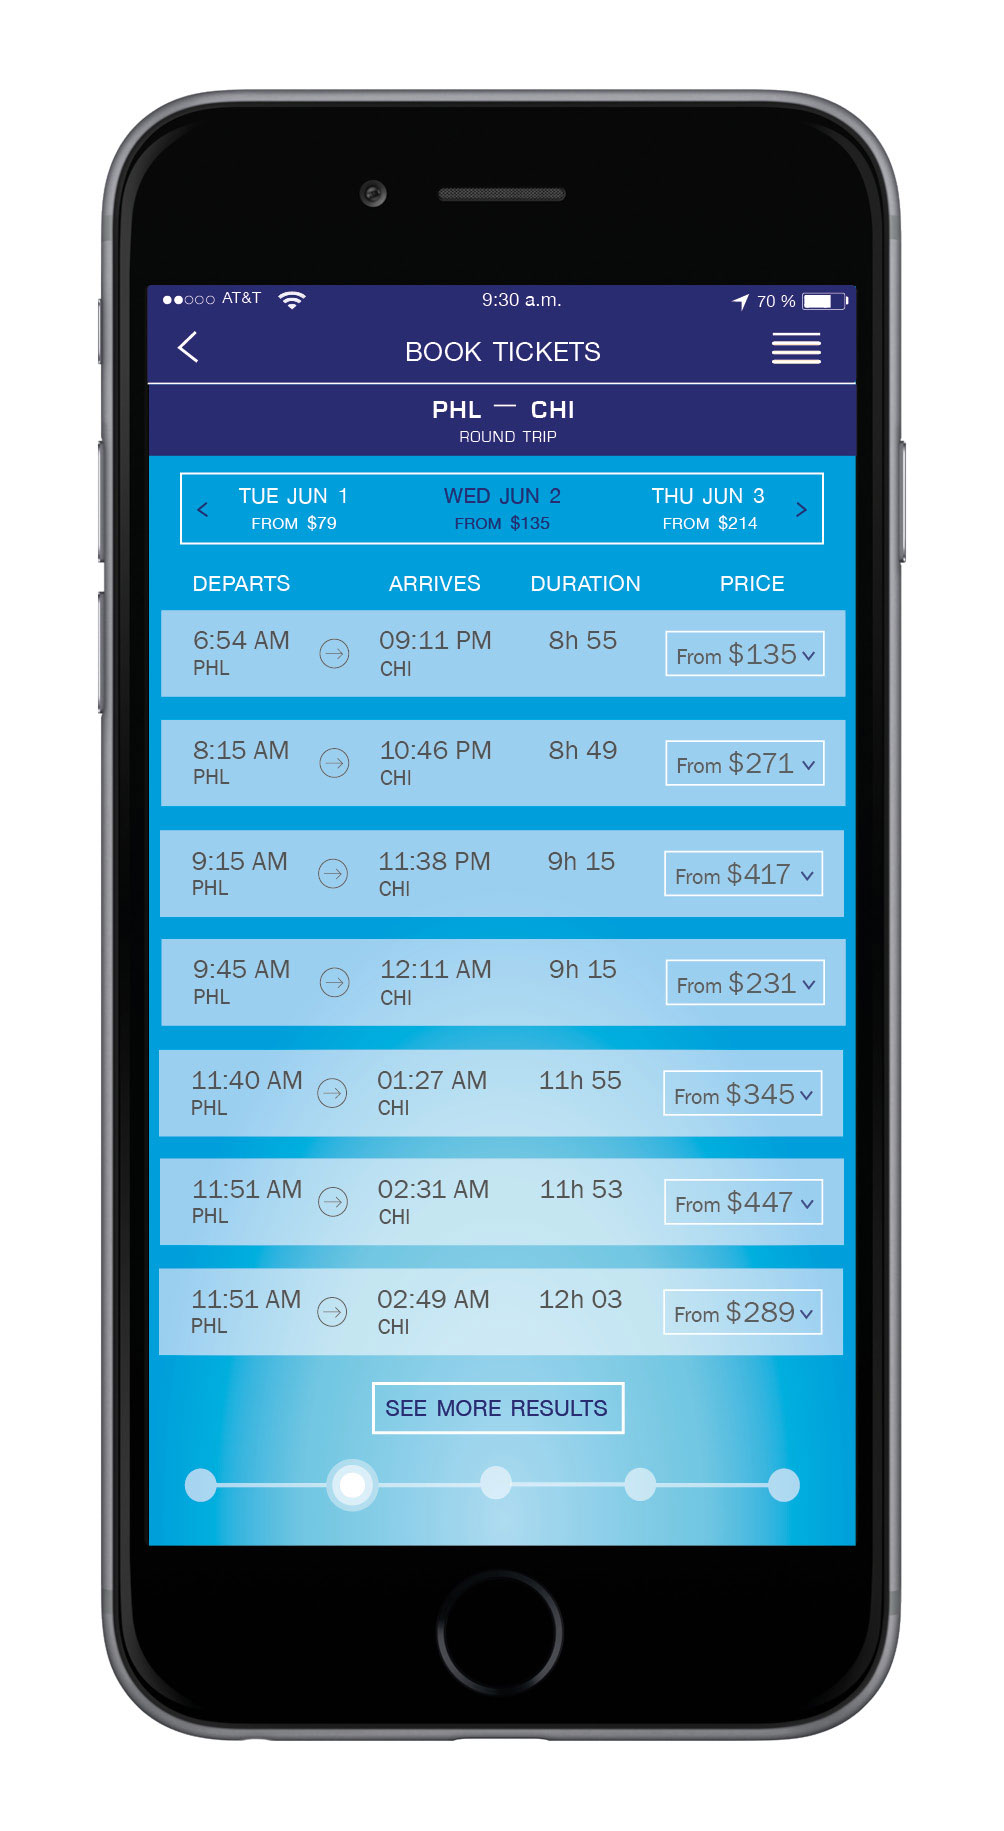 AT&T 9:30 a.m. 70 %
BOOK TICKETS
PHL — CHI
ROUND TRIP
TUE JUN 1 WED JUN 2 THU JUN 3
FROM $79 FROM $135 FROM $214
DEPARTS ARRIVES DURATION PRICE
6:54 AM 09:11 PM 8h 55 From $135
PHL CHI
8:15 AM 10:46 PM 8h 49 From $271
PHL CHI
9:15 AM 11:38 PM 9h 15 From $417
PHL CHI
9:45 AM 12:11 AM 9h 15 From $231
PHL CHI
11:40 AM 01:27 AM 11h 55 From $345
PHL CHI
11:51 AM 02:31 AM 11h 53 From $447
PHL CHI
11:51 AM 02:49 AM 12h 03 From $289
PHL CHI
SEE MORE RESULTS